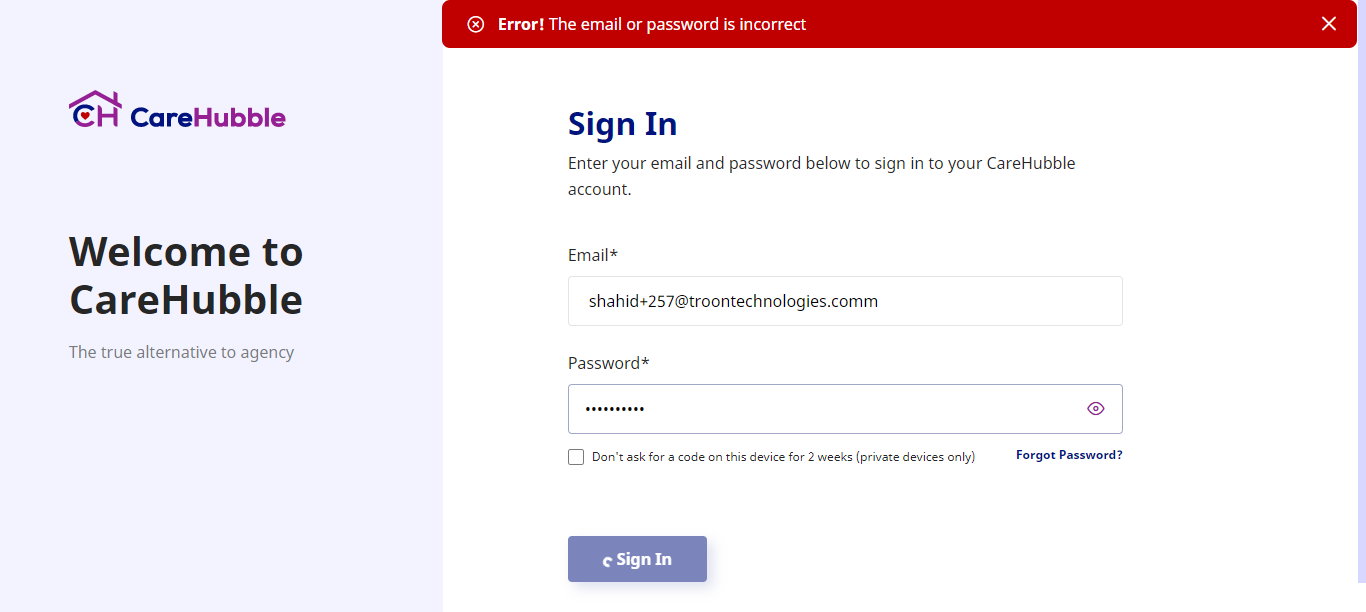 Error! The email or password is incorrect
CH CareHubble
Welcome to
CareHubble
The true alternative to agency
Sign In
Enter your email and password below to sign in to your CareHubble
account.
Email*
shahid+257@troontechnologies.comm
Password*
••••••••••
Don't ask for a code on this device for 2 weeks (private devices only)
Forgot Password?
Sign In